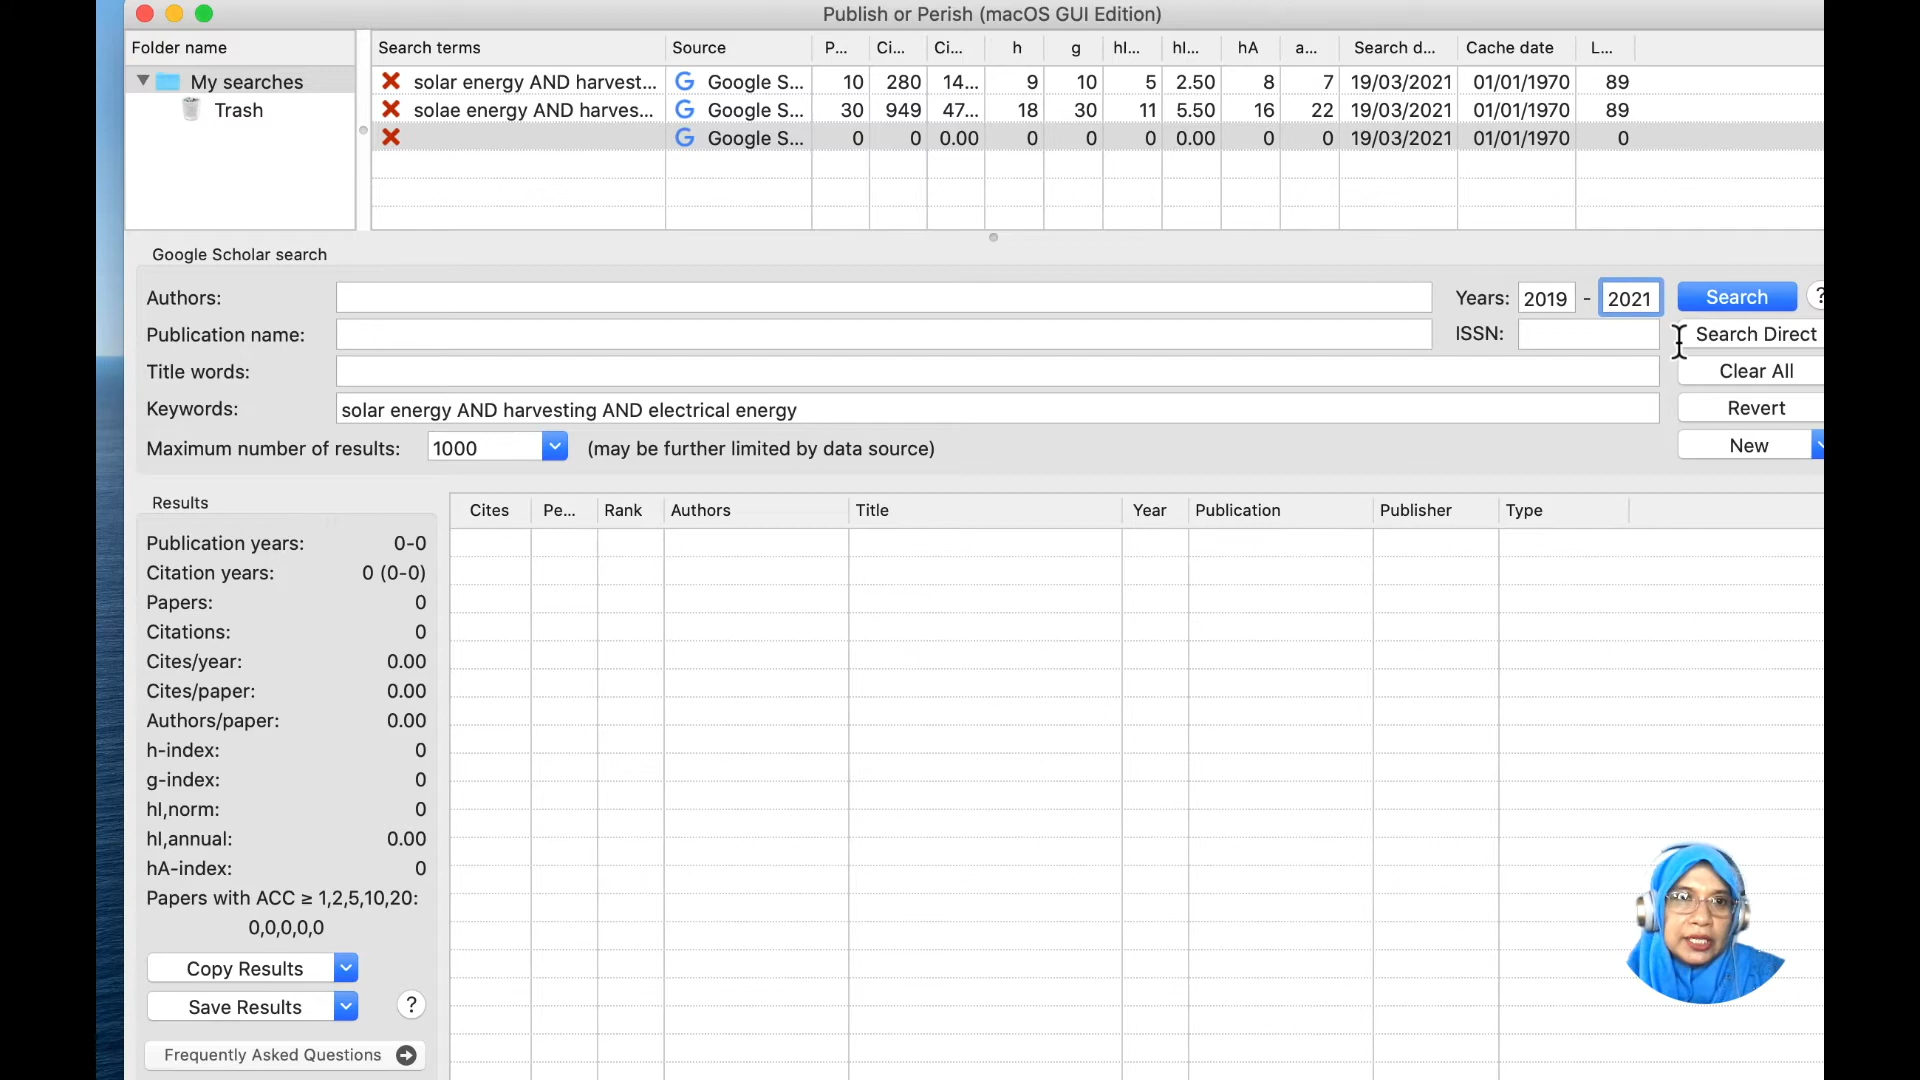 Publish or Perish (macOS GUI Edition)
Folder name
My searches
Trash
Search terms Source P... Ci... Ci... h g hI... hI... hA a... Search d... Cache date L...
solar energy AND harvest... Google S... 10 280 14... 9 10 5 2.50 8 7 19/03/2021 01/01/1970 89
solae energy AND harves... Google S... 30 949 47... 18 30 11 5.50 16 22 19/03/2021 01/01/1970 89
Google S... 0 0 0.00 0 0 0 0.00 0 0 19/03/2021 01/01/1970 0
Google Scholar search
Authors: Years: 2019 - 2021 Search ?
Publication name: ISSN: Search Direct
Title words: Clear All
Keywords: solar energy AND harvesting AND electrical energy Revert
Maximum number of results: 1000 (may be further limited by data source) New
Results
Cites Pe... Rank Authors Title Year Publication Publisher Type
Publication years: 0-0
Citation years: 0 (0-0)
Papers: 0
Citations: 0
Cites/year: 0.00
Cites/paper: 0.00
Authors/paper: 0.00
h-index: 0
g-index: 0
hI,norm: 0
hI,annual: 0.00
hA-index: 0
Papers with ACC ≥ 1,2,5,10,20:
0,0,0,0,0
Copy Results
Save Results ?
Frequently Asked Questions